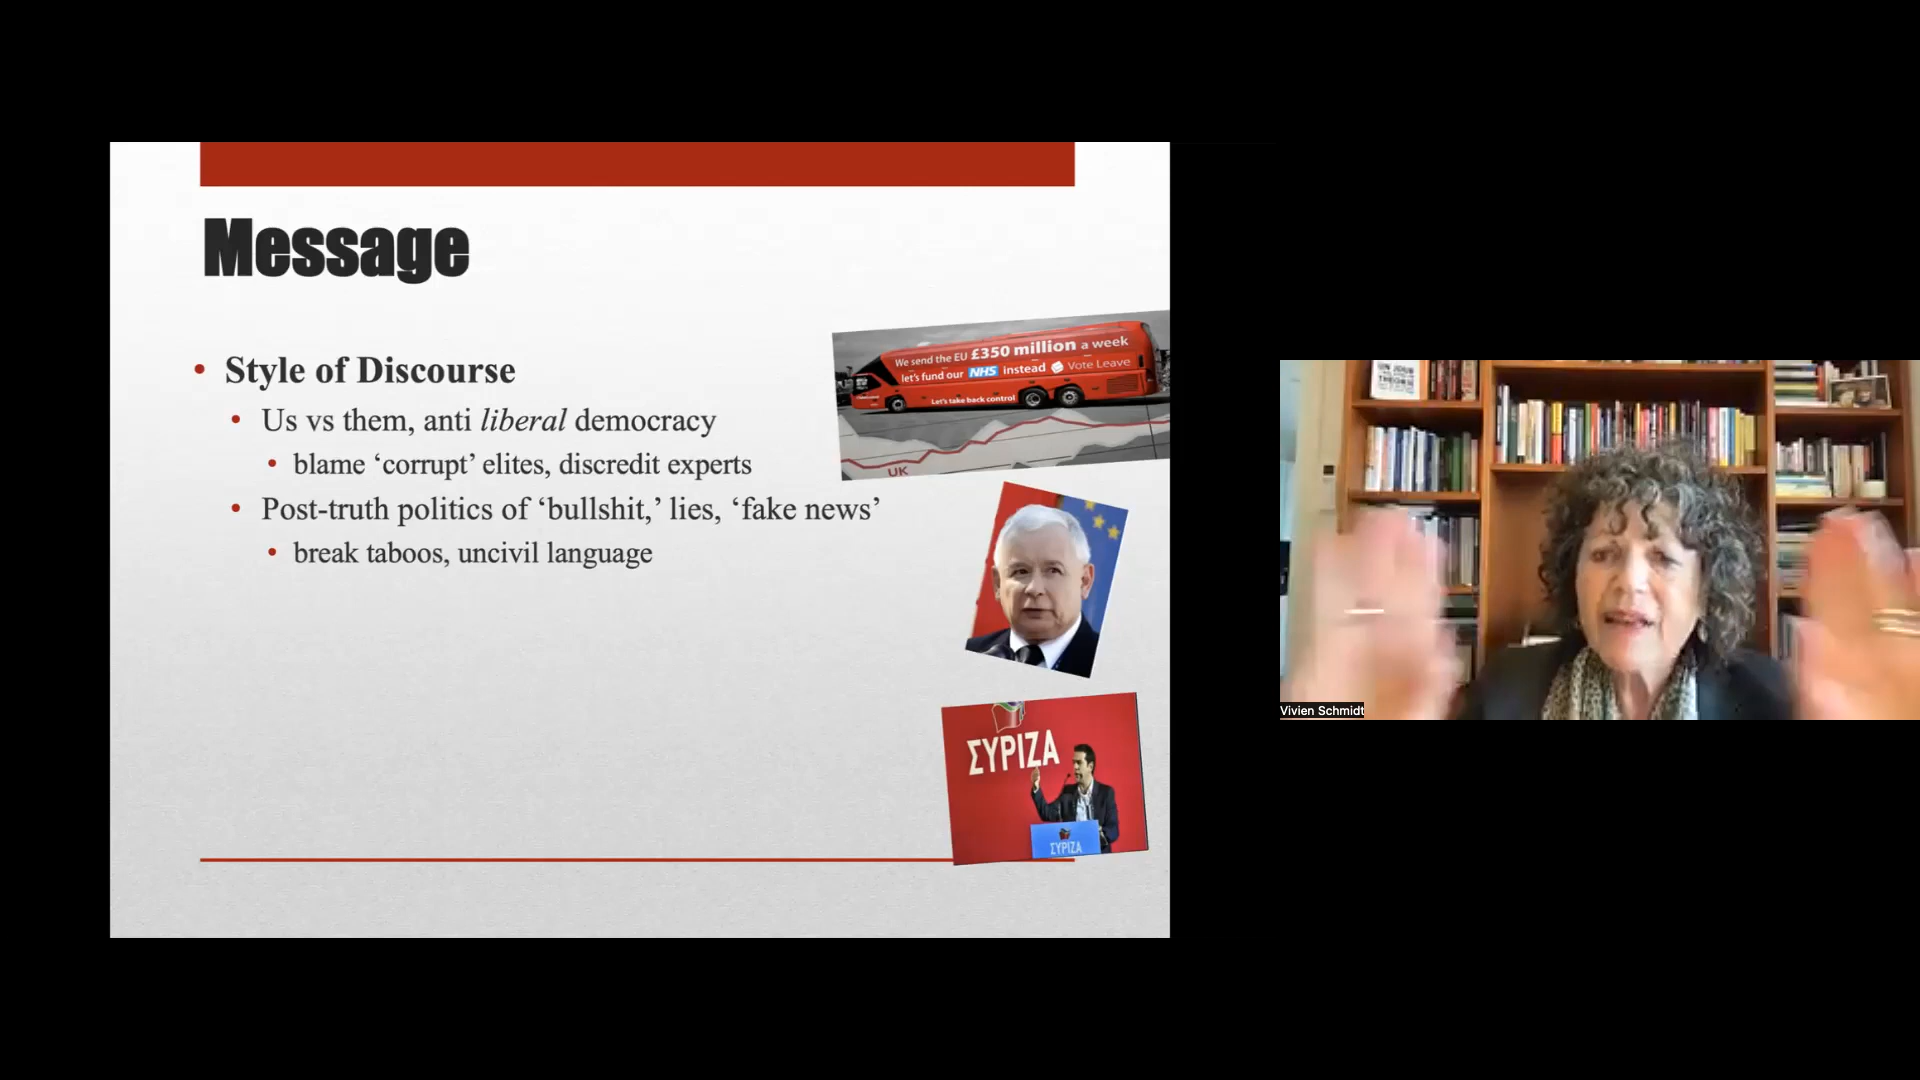 Message
• Style of Discourse
• Us vs them, anti liberal democracy
• blame ‘corrupt’ elites, discredit experts
• Post-truth politics of ‘bullshit,’ lies, ‘fake news’
• break taboos, uncivil language
We send the EU £350 million a week
let's fund our NHS instead Vote Leave
Let's take back control
UK
ΣΥΡΙΖΑ
ΣΥΡΙΖΑ
Vivien Schmidt